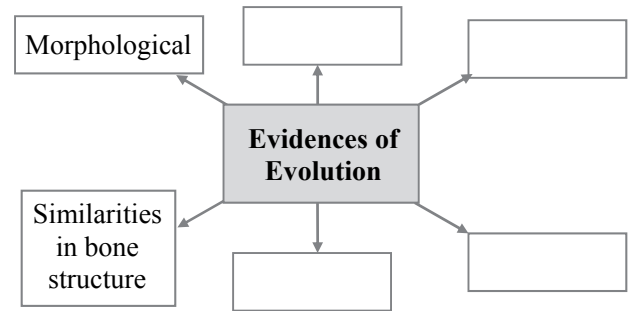 Morphological
Evidences of
Evolution
Similarities
in bone
structure